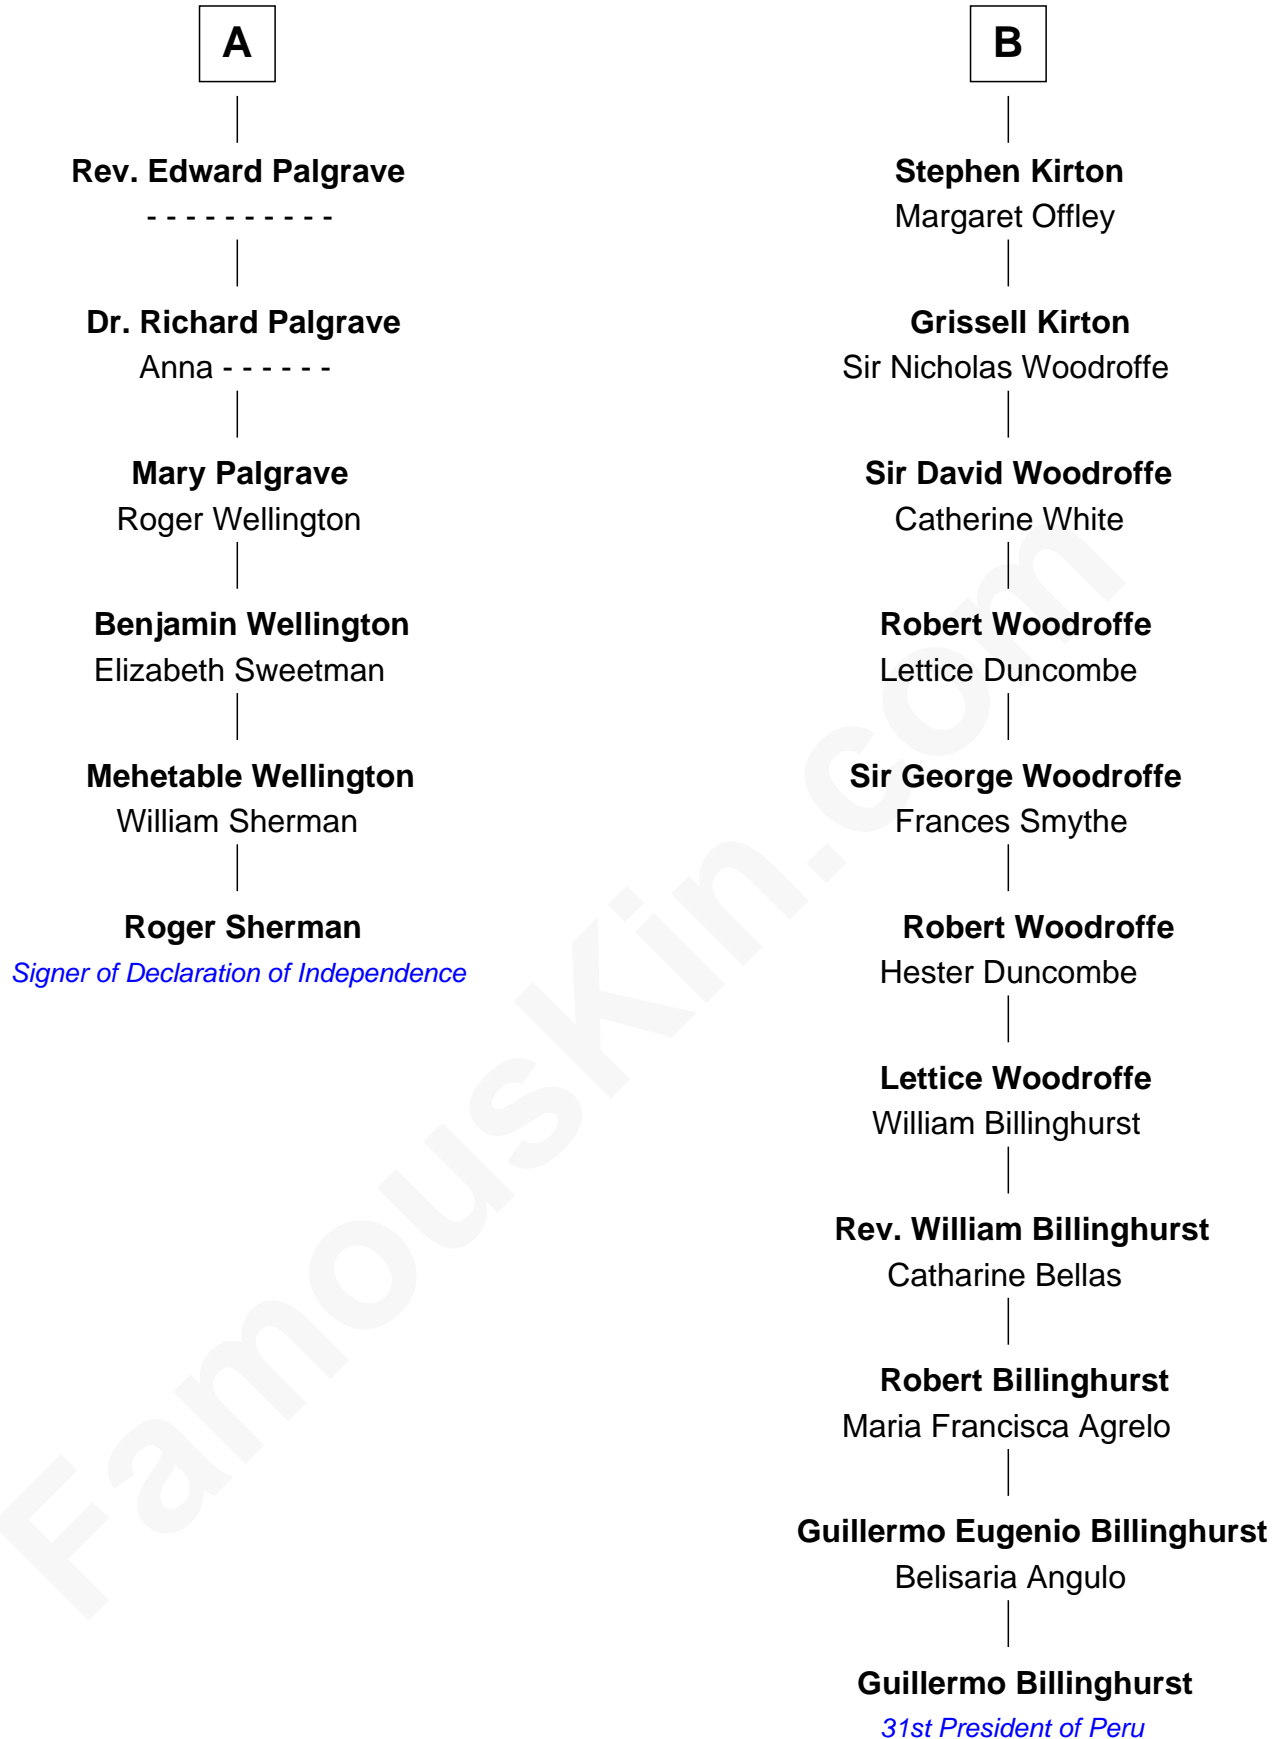 A
Rev. Edward Palgrave
- - - - - - - - - -
Dr. Richard Palgrave
Anna - - - - - -
Mary Palgrave
Roger Wellington
Benjamin Wellington
Elizabeth Sweetman
Mehetable Wellington
William Sherman
Roger Sherman
Signer of Declaration of Independence
B
Stephen Kirton
Margaret Offley
Grissell Kirton
Sir Nicholas Woodroffe
Sir David Woodroffe
Catherine White
Robert Woodroffe
Lettice Duncombe
Sir George Woodroffe
Frances Smythe
Robert Woodroffe
Hester Duncombe
Lettice Woodroffe
William Billinghurst
Rev. William Billinghurst
Catharine Bellas
Robert Billinghurst
Maria Francisca Agrelo
Guillermo Eugenio Billinghurst
Belisaria Angulo
Guillermo Billinghurst
31st President of Peru
FamousKin.com